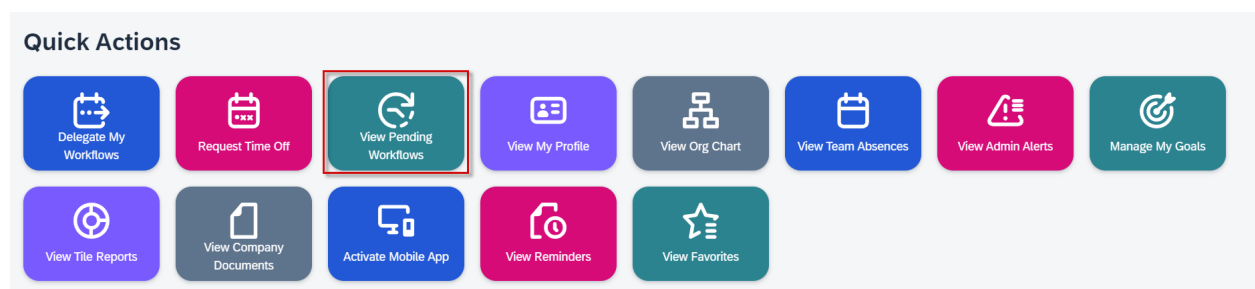 Quick Actions
Delegate My
Workflows
Request Time Off
View Pending
Workflows
View My Profile
View Org Chart
View Team Absences
View Admin Alerts
Manage My Goals
View Tile Reports
View Company
Documents
Activate Mobile App
View Reminders
View Favorites